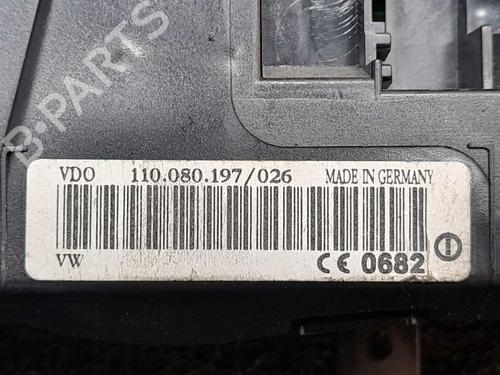 B-PARTS
VDO 110.080.197/026 MADE IN GERMANY
VW CE 0682